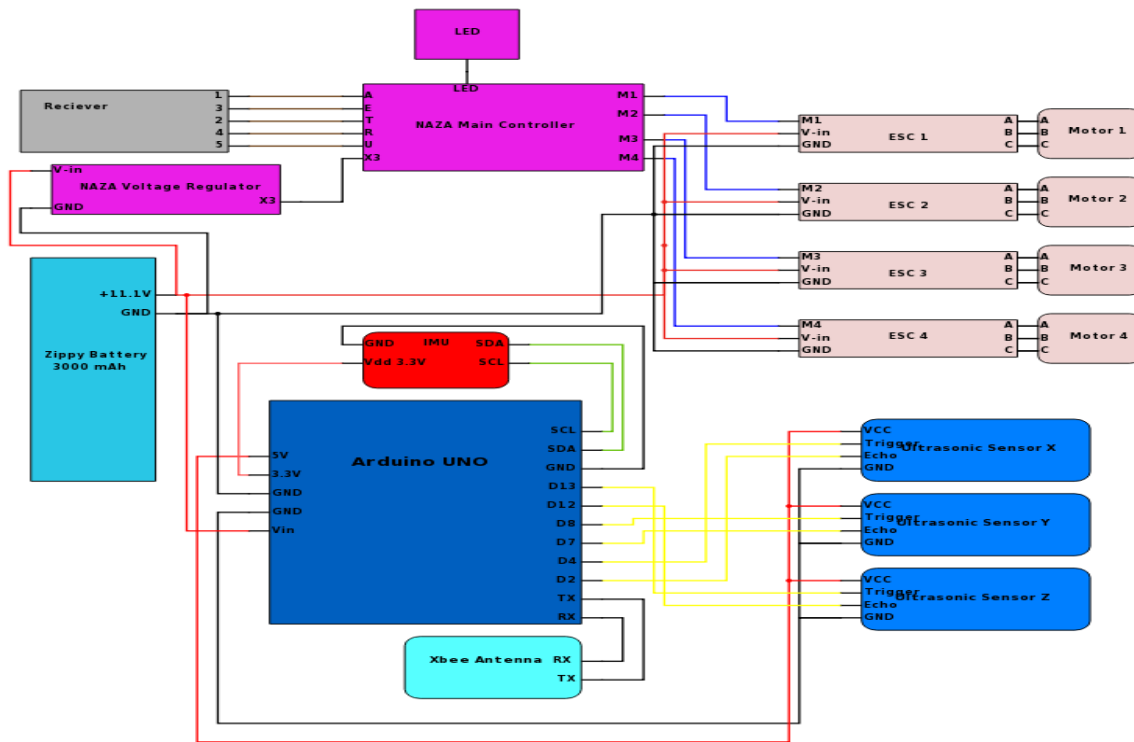 LED
LED
Reciever
1
3
2
4
5
A
E
T
R
U
X3
NAZA Main Controller
M1
M2
M3
M4
V-in
GND
NAZA Voltage Regulator
X3
M1
V-in
GND
ESC 1
A
B
C
A
B
C
Motor 1
M2
V-in
GND
ESC 2
A
B
C
A
B
C
Motor 2
M3
V-in
GND
ESC 3
A
B
C
A
B
C
Motor 3
M4
V-in
GND
ESC 4
A
B
C
A
B
C
Motor 4
+11.1V
GND
Zippy Battery
3000 mAh
GND
Vdd 3.3V
IMU
SDA
SCL
Arduino UNO
5V
3.3V
GND
GND
Vin
SCL
SDA
GND
D13
D12
D8
D7
D4
D2
TX
RX
Xbee Antenna
RX
TX
VCC
Trigger
Echo
GND
Ultrasonic Sensor X
VCC
Trigger
Echo
GND
Ultrasonic Sensor Y
VCC
Trigger
Echo
GND
Ultrasonic Sensor Z